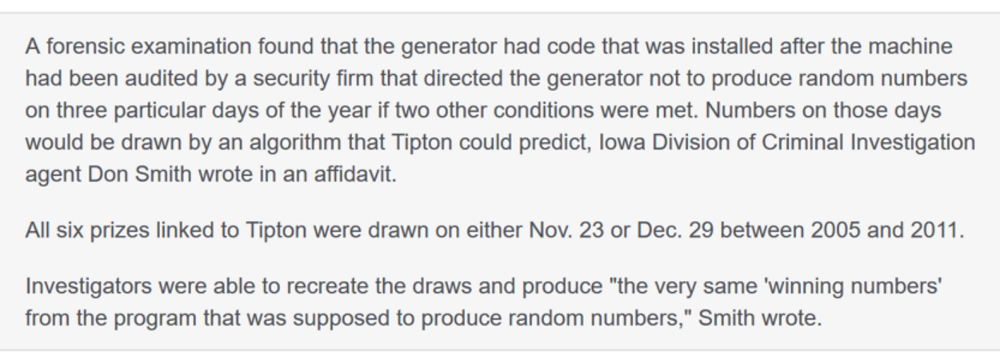 A forensic examination found that the generator had code that was installed after the machine
had been audited by a security firm that directed the generator not to produce random numbers
on three particular days of the year if two other conditions were met. Numbers on those days
would be drawn by an algorithm that Tipton could predict, Iowa Division of Criminal Investigation
agent Don Smith wrote in an affidavit.
All six prizes linked to Tipton were drawn on either Nov. 23 or Dec. 29 between 2005 and 2011.
Investigators were able to recreate the draws and produce "the very same 'winning numbers'
from the program that was supposed to produce random numbers," Smith wrote.